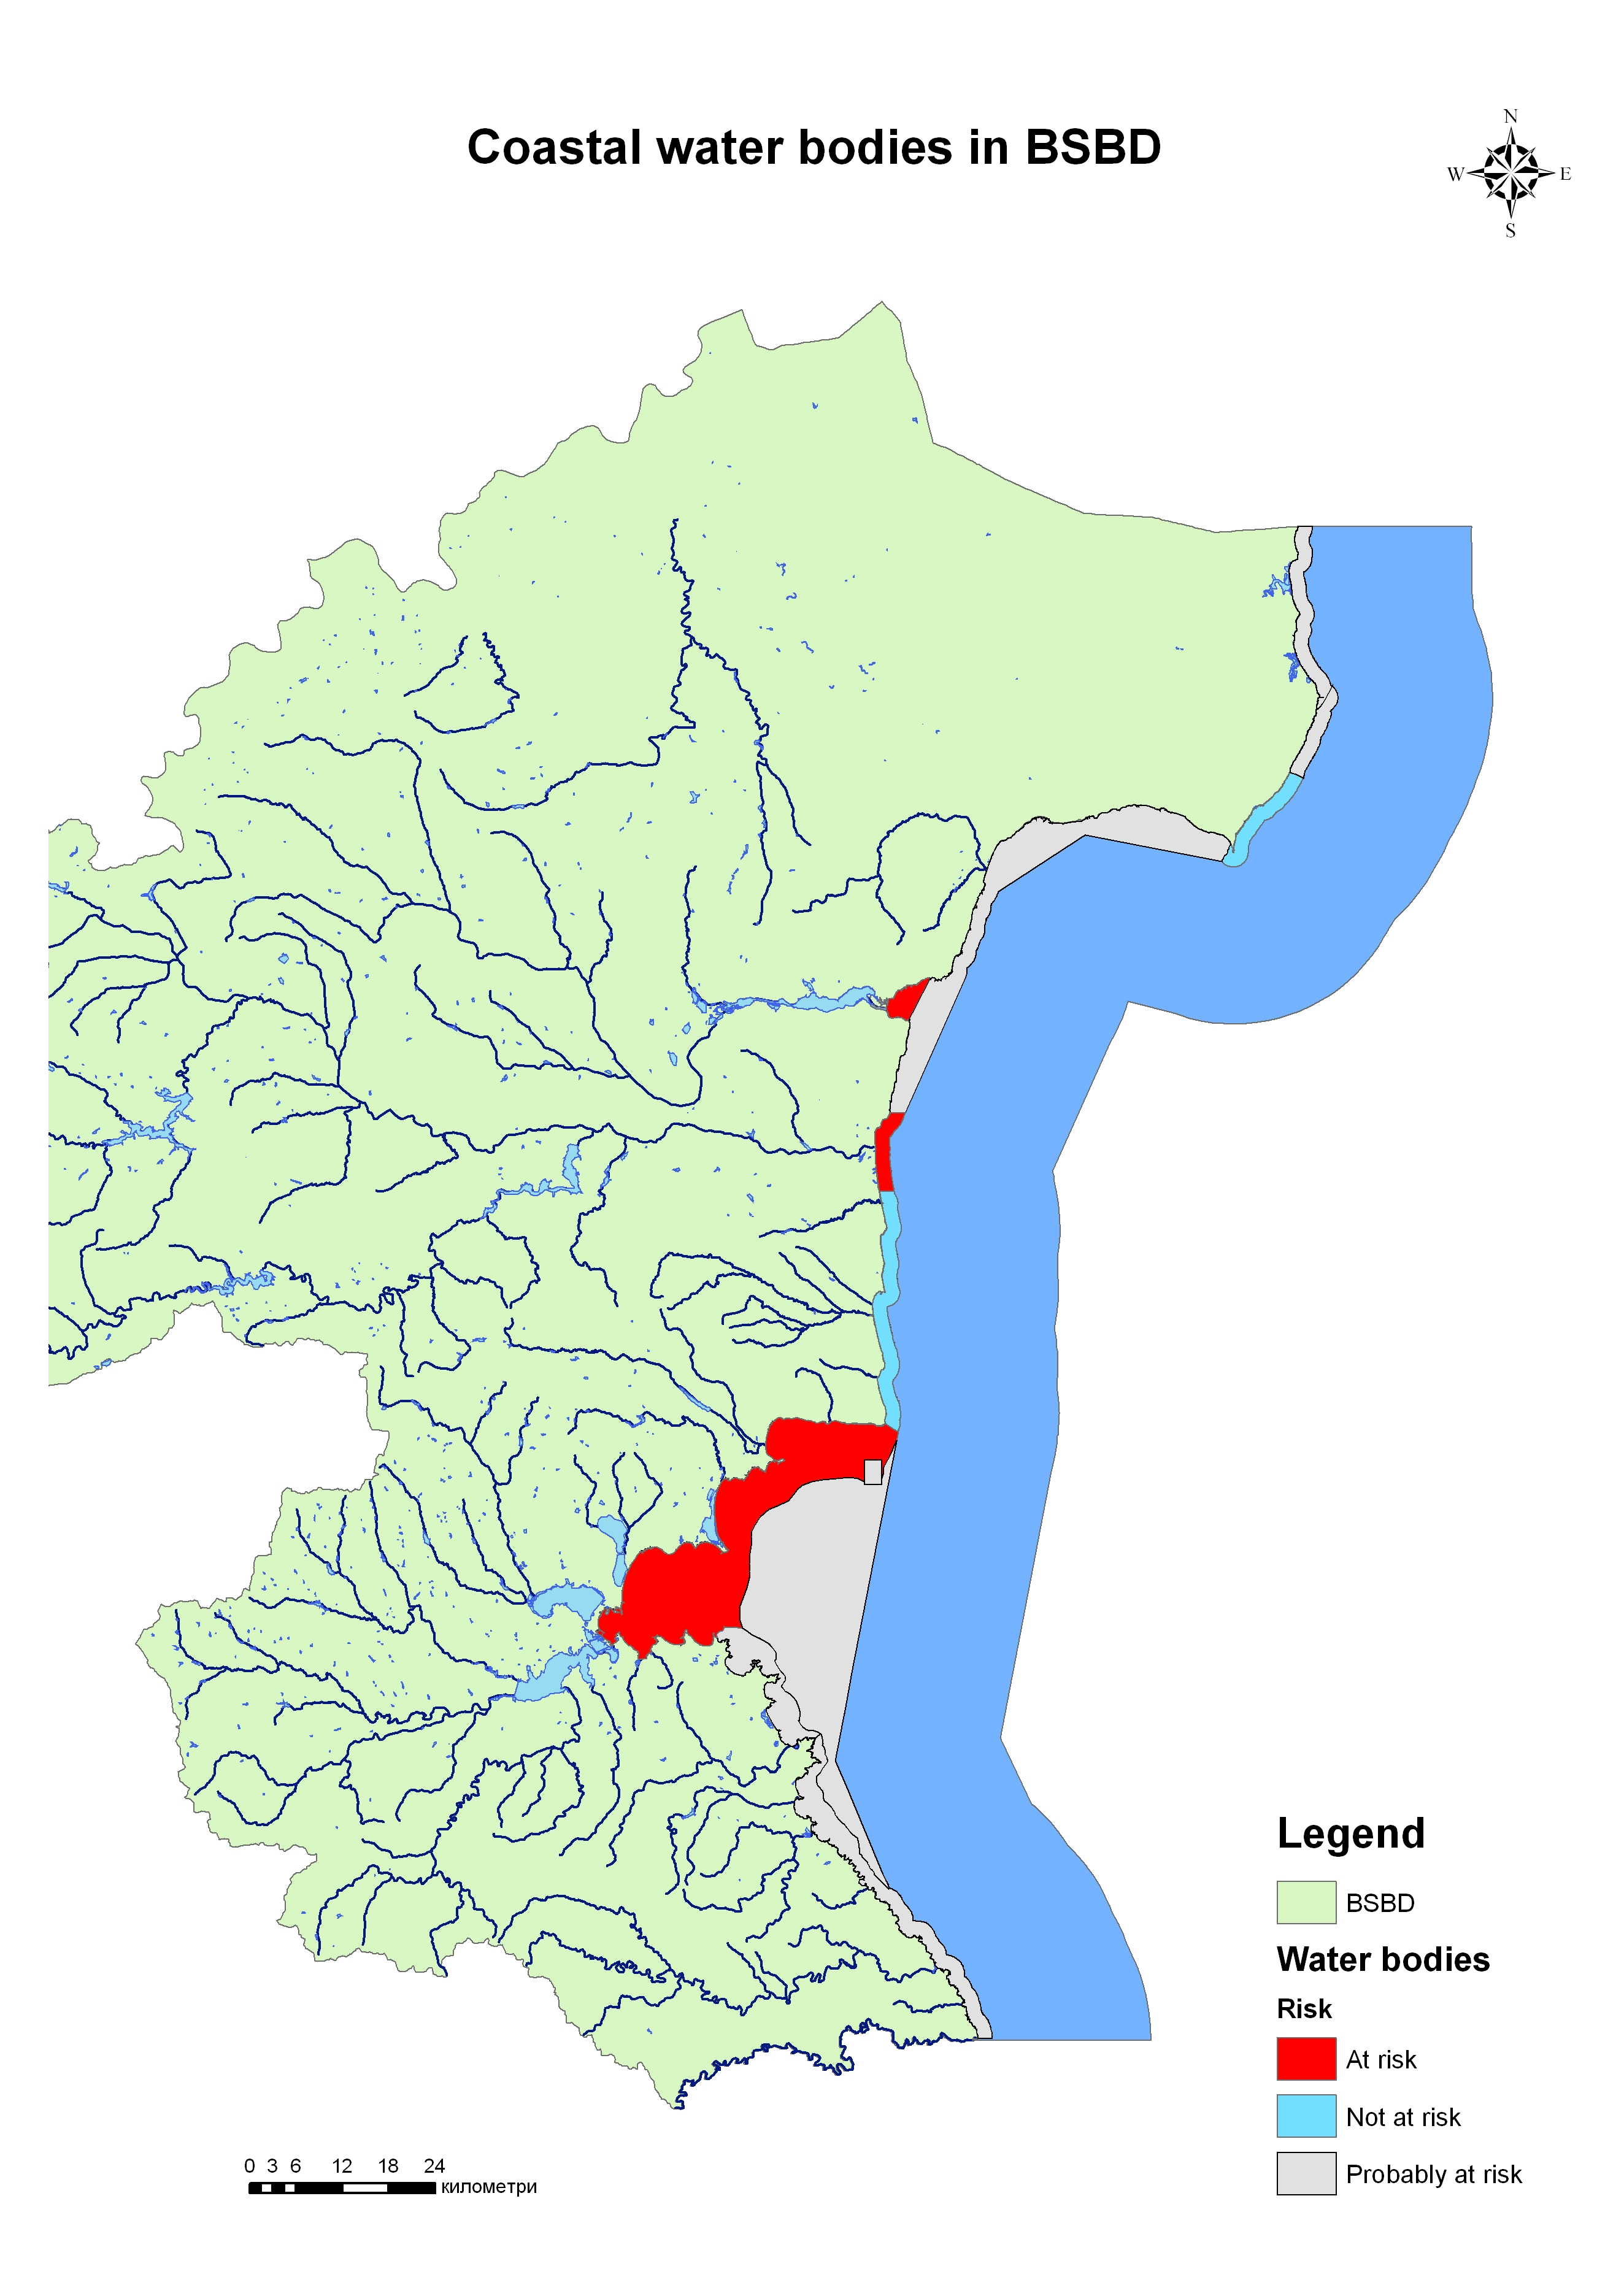 Coastal water bodies in BSBD
N
W E
S
Legend
BSBD
Water bodies
Risk
At risk
Not at risk
Probably at risk
0 3 6 12 18 24
километри